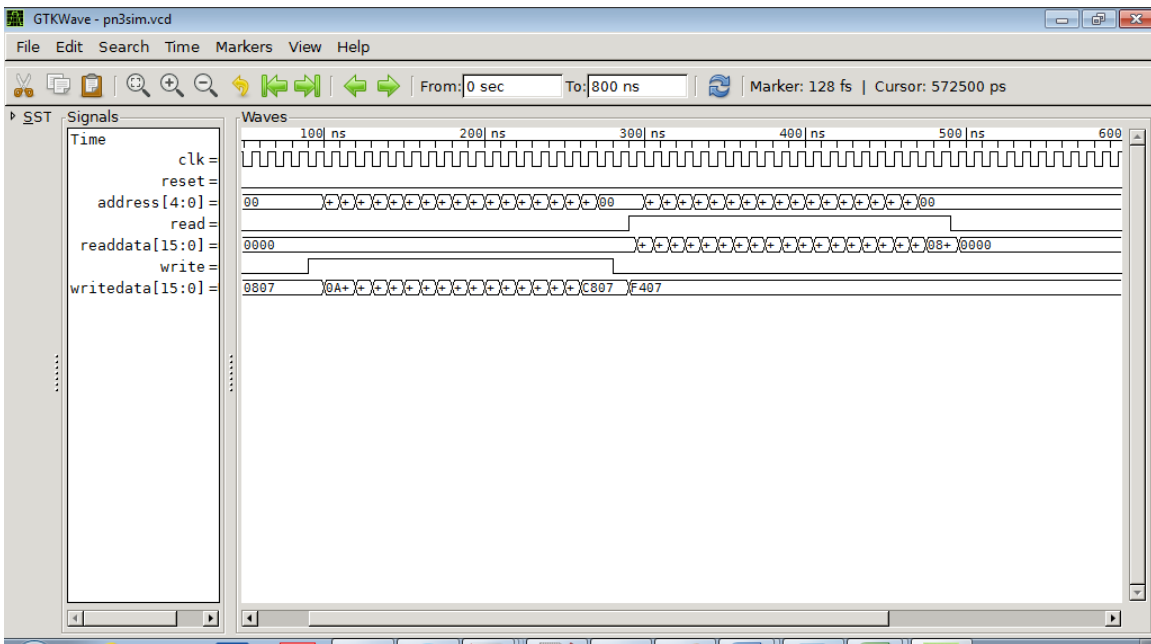 GTKWave - pn3sim.vcd
File Edit Search Time Markers View Help
From: 0 sec To: 800 ns Marker: 128 fs | Cursor: 572500 ps
SST Signals Waves
Time 100 ns 200 ns 300 ns 400 ns 500 ns 600
clk =
reset =
address[4:0] = 00 + + + + + + + + + + + + + + + + + 00 + + + + + + + + + + + + + + + + + 00
read =
readdata[15:0] = 0000 + + + + + + + + + + + + + + + + + + 08+ 0000
write =
writedata[15:0] = 0807 0A+ + + + + + + + + + + + + + + C807 F407